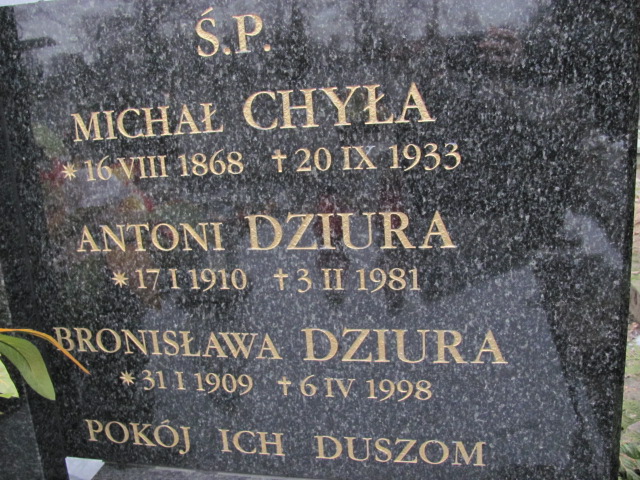 Ś.P.
MICHAŁ CHYŁA
* 16 VIII 1868 † 20 IX 1933
ANTONI DZIURA
* 17 I 1910 † 3 II 1981
BRONISŁAWA DZIURA
* 31 I 1909 † 6 IV 1998
POKÓJ ICH DUSZOM